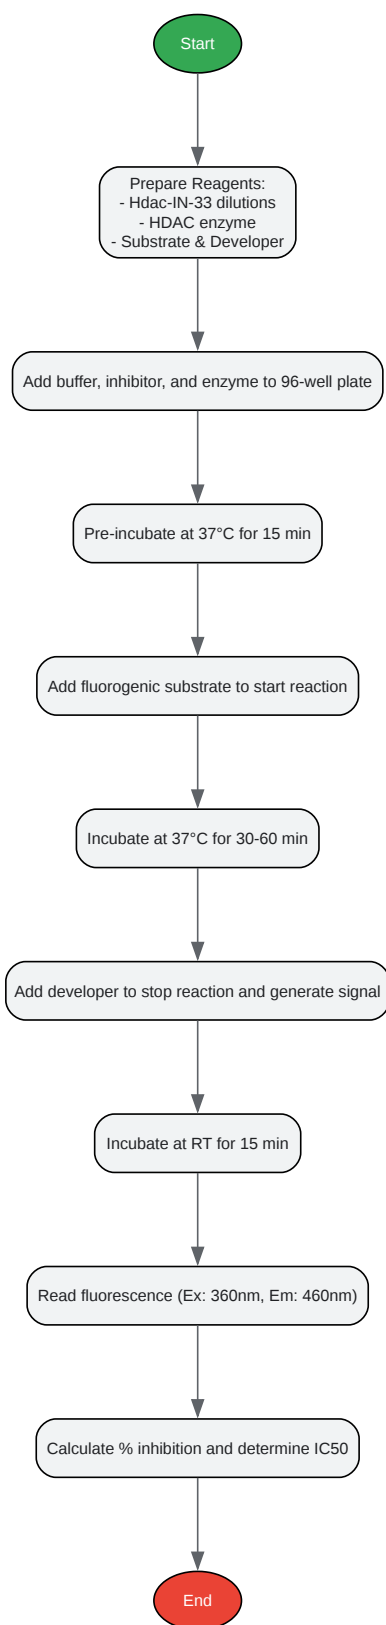 Start
Prepare Reagents:
- Hdac-IN-33 dilutions
- HDAC enzyme
- Substrate & Developer
Add buffer, inhibitor, and enzyme to 96-well plate
Pre-incubate at 37°C for 15 min
Add fluorogenic substrate to start reaction
Incubate at 37°C for 30-60 min
Add developer to stop reaction and generate signal
Incubate at RT for 15 min
Read fluorescence (Ex: 360nm, Em: 460nm)
Calculate % inhibition and determine IC50
End